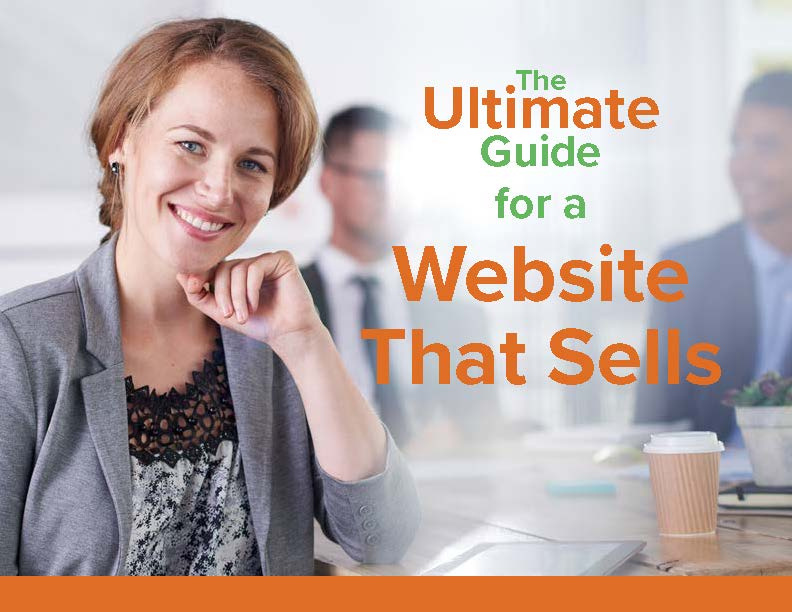 The
Ultimate
Guide
for a
Website
That Sells